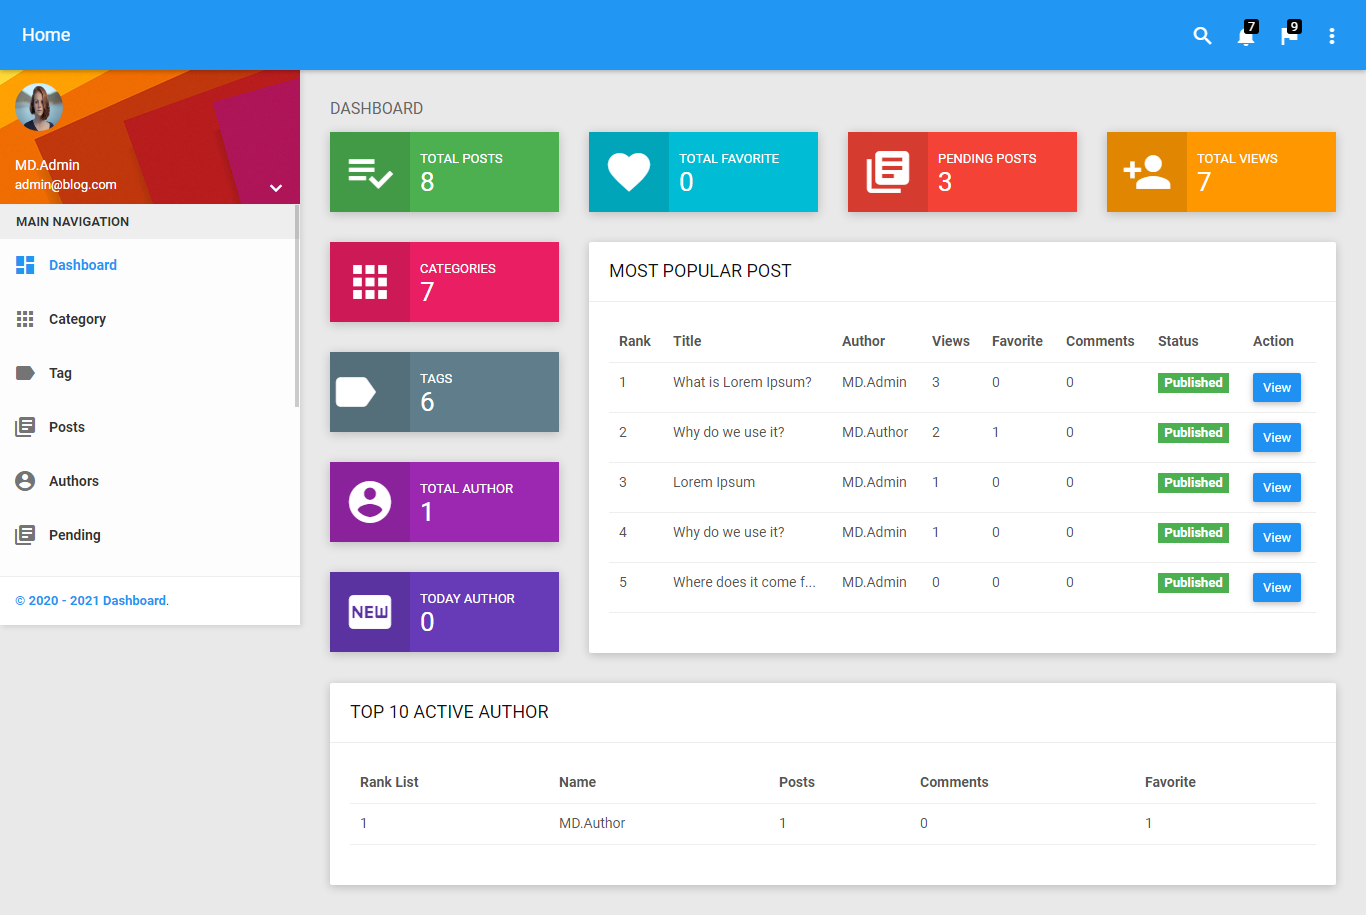 Home
7
9
MD.Admin
admin@blog.com
MAIN NAVIGATION
Dashboard
Category
Tag
Posts
Authors
Pending
© 2020 - 2021 Dashboard.
DASHBOARD
TOTAL POSTS
8
TOTAL FAVORITE
0
PENDING POSTS
3
TOTAL VIEWS
7
CATEGORIES
7
TAGS
6
TOTAL AUTHOR
1
NEW
TODAY AUTHOR
0
MOST POPULAR POST
Rank Title Author Views Favorite Comments Status Action
1 What is Lorem Ipsum? MD.Admin 3 0 0 Published View
2 Why do we use it? MD.Author 2 1 0 Published View
3 Lorem Ipsum MD.Admin 1 0 0 Published View
4 Why do we use it? MD.Admin 1 0 0 Published View
5 Where does it come f... MD.Admin 0 0 0 Published View
TOP 10 ACTIVE AUTHOR
Rank List Name Posts Comments Favorite
1 MD.Author 1 0 1